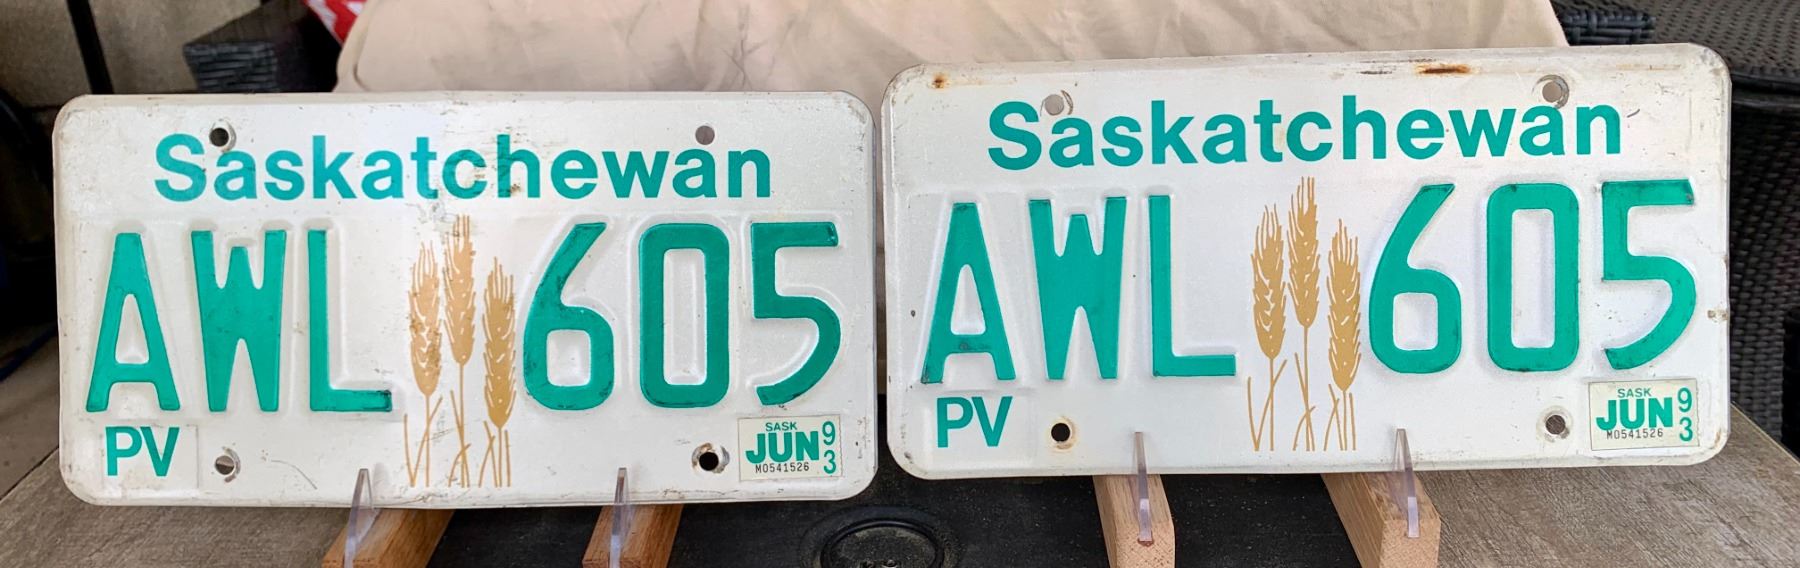 Saskatchewan
AWL 605
PV
SASK
JUN 93
M0541526
Saskatchewan
AWL 605
PV
SASK
JUN 93
M0541526